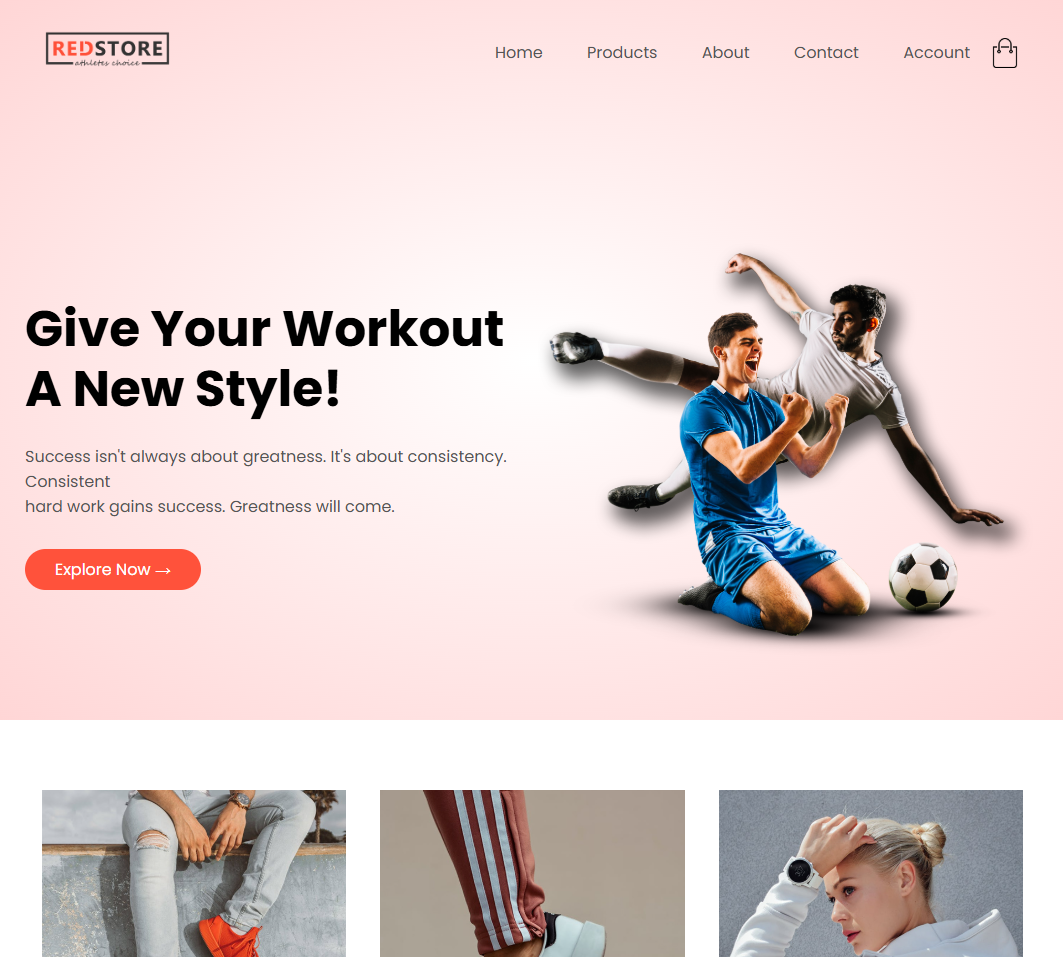 REDSTORE
athletes choice
Home Products About Contact Account
Give Your Workout
A New Style!
Success isn't always about greatness. It's about consistency.
Consistent
hard work gains success. Greatness will come.
Explore Now →